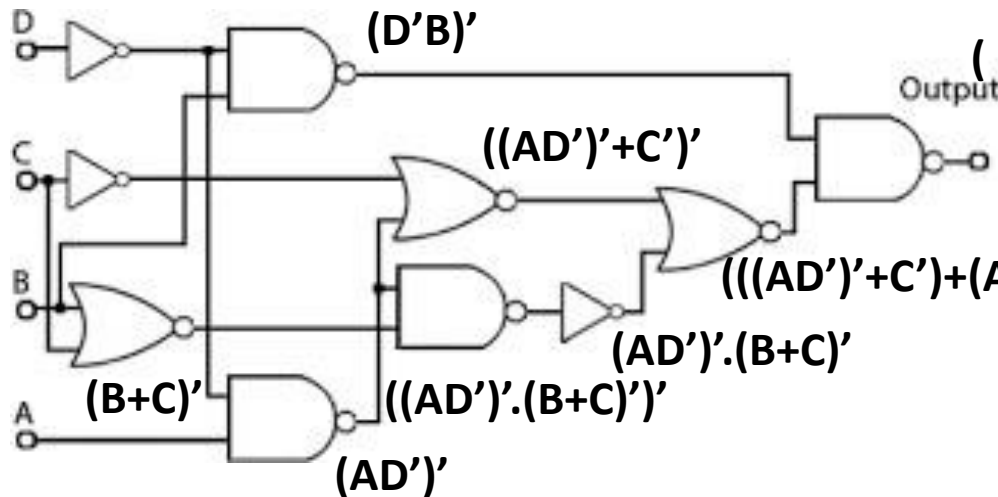 D
(D’B)’
(
Output
C
((AD’)’+C’)’
B
(((AD’)’+C’)+(A
(AD’)’.(B+C)’
(B+C)’
((AD’)’.(B+C)’)’
A
(AD’)’